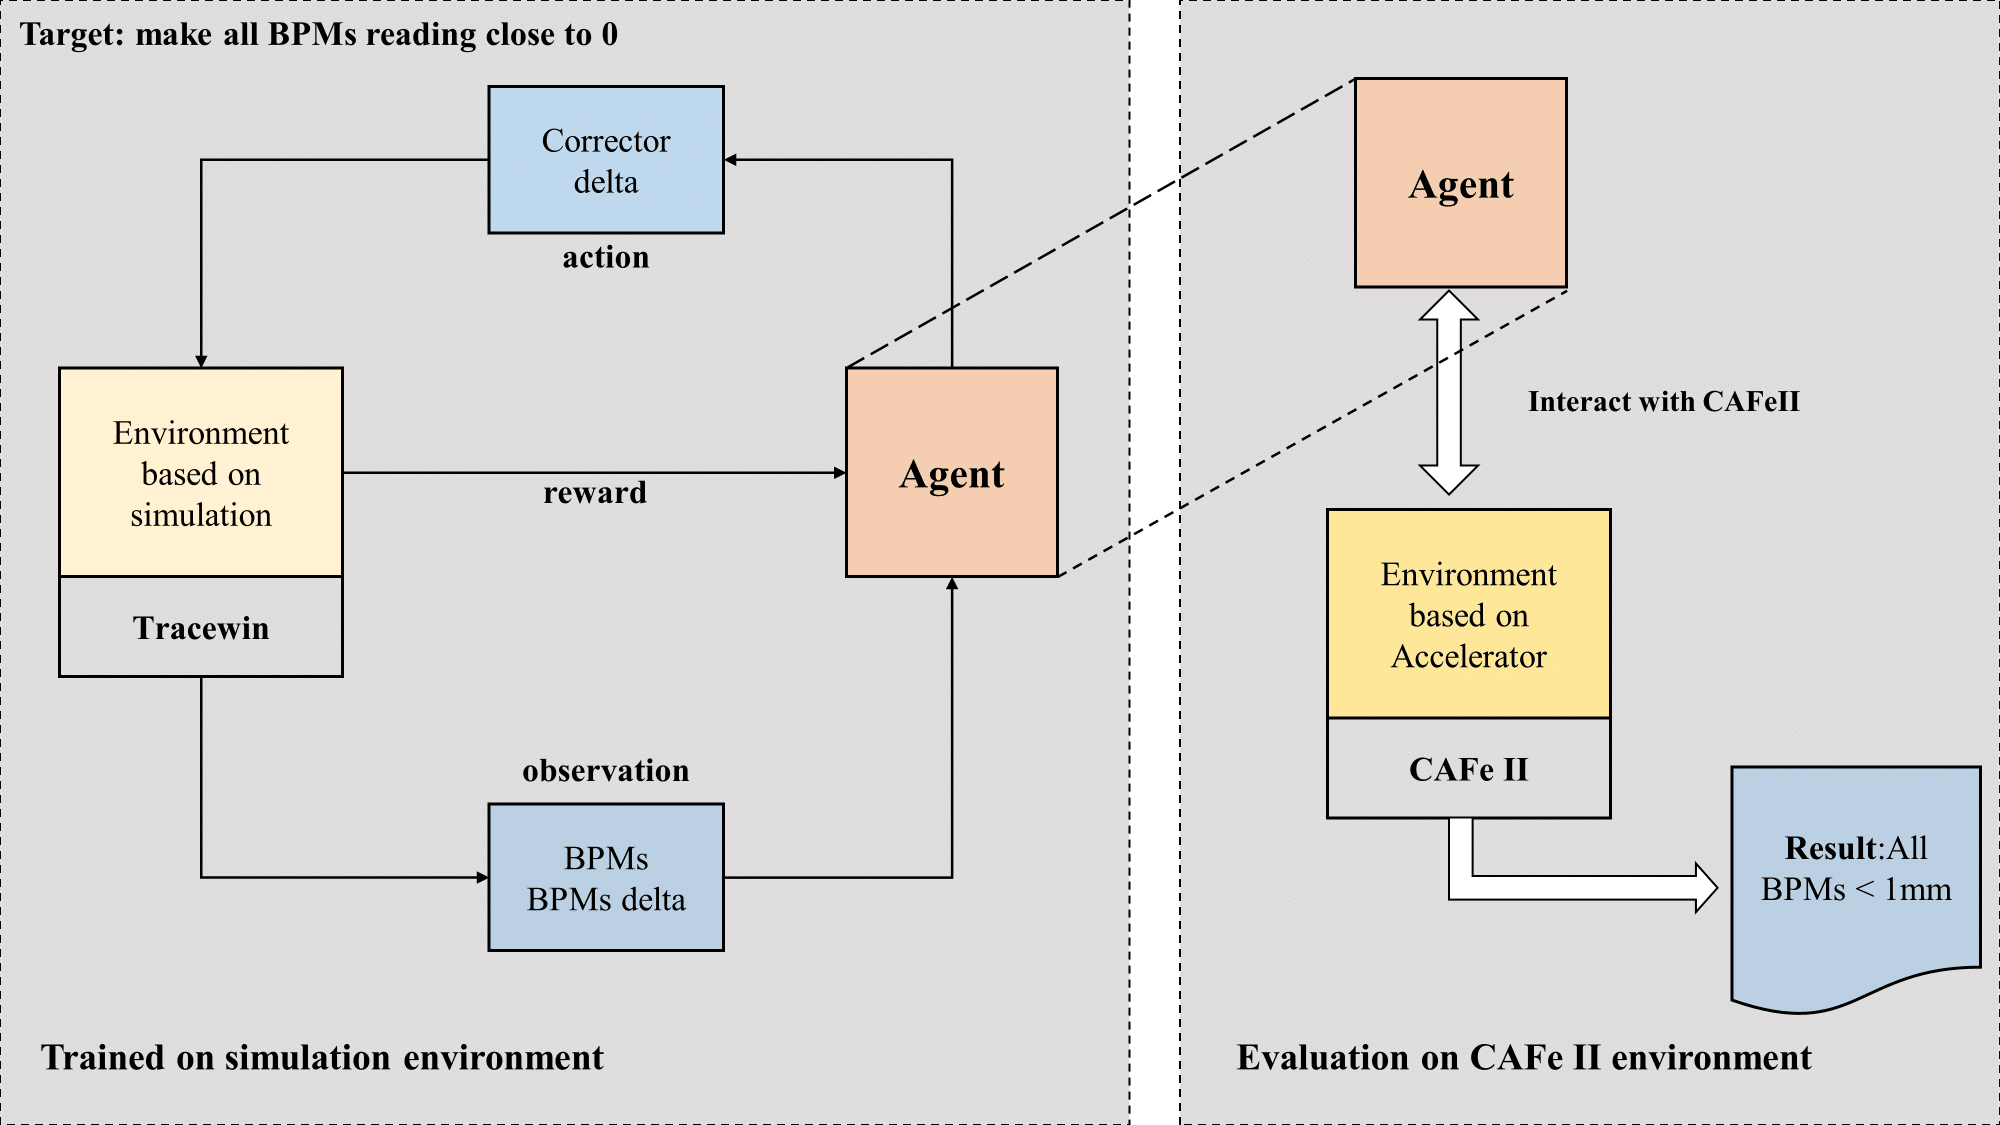 Target: make all BPMs reading close to 0
Corrector
delta
action
Environment
based on
simulation
Tracewin
reward
Agent
observation
BPMs
BPMs delta
Trained on simulation environment
Agent
Interact with CAFeII
Environment
based on
Accelerator
CAFe II
Result:All
BPMs < 1mm
Evaluation on CAFe II environment